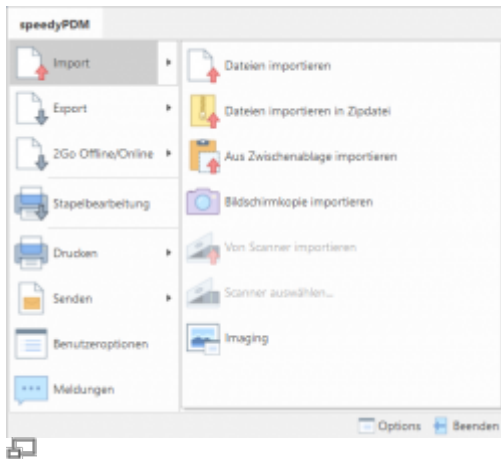 speedyPDM
Import
Export
2Go Offline/Online
Stapelbearbeitung
Drucken
Senden
Benutzeroptionen
Meldungen
Dateien importieren
Dateien importieren in Zipdatei
Aus Zwischenablage importieren
Bildschirmkopie importieren
Von Scanner importieren
Scanner auswählen...
Imaging
Options Beenden